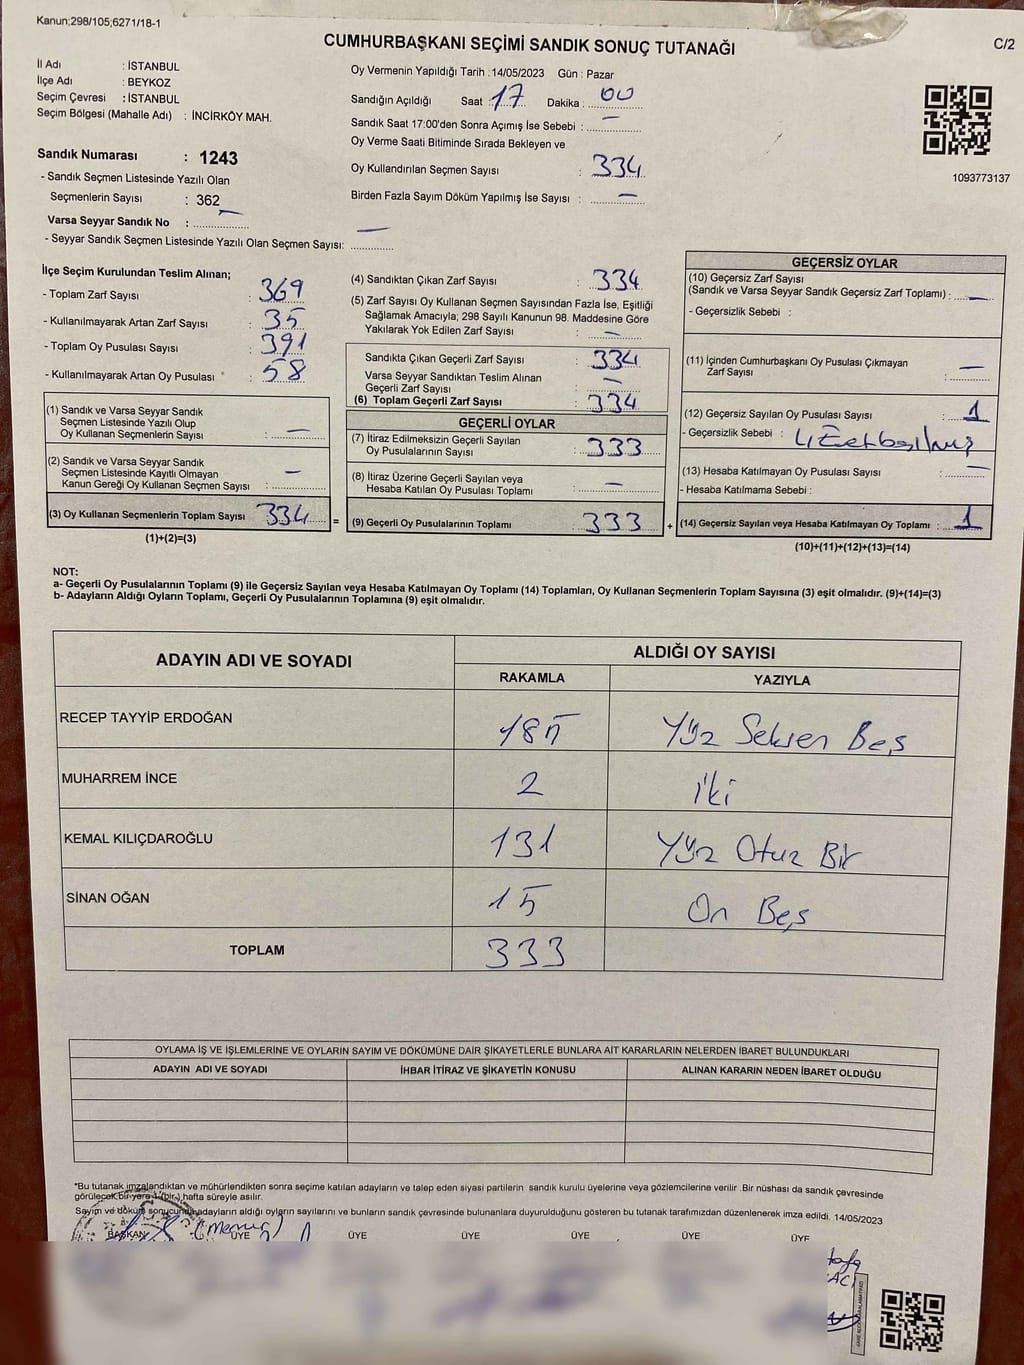 Kanun;298/105;6271/18-1
CUMHURBAŞKANI SEÇİMİ SANDIK SONUÇ TUTANAĞI
C/2
İl Adı : İSTANBUL
İlçe Adı : BEYKOZ
Seçim Çevresi : İSTANBUL
Seçim Bölgesi (Mahalle Adı) : İNCİRKÖY MAH.
Sandık Numarası : 1243
- Sandık Seçmen Listesinde Yazılı Olan
Seçmenlerin Sayısı : 362
Varsa Seyyar Sandık No : —
- Seyyar Sandık Seçmen Listesinde Yazılı Olan Seçmen Sayısı: —
Oy Vermenin Yapıldığı Tarih :14/05/2023 Gün : Pazar
Sandığın Açıldığı Saat :17 Dakika : 00
Sandık Saat 17:00'den Sonra Açımış İse Sebebi : —
Oy Verme Saati Bitiminde Sırada Bekleyen ve
Oy Kullandırılan Seçmen Sayısı : 334
Birden Fazla Sayım Döküm Yapılmış İse Sayısı : —
1093773137
İlçe Seçim Kurulundan Teslim Alınan;
- Toplam Zarf Sayısı : 369
- Kullanılmayarak Artan Zarf Sayısı : 35
- Toplam Oy Pusulası Sayısı : 391
- Kullanılmayarak Artan Oy Pusulası : 58
(1) Sandık ve Varsa Seyyar Sandık
Seçmen Listesinde Yazılı Olup
Oy Kullanan Seçmenlerin Sayısı : —
(2) Sandık ve Varsa Seyyar Sandık
Seçmen Listesinde Kayıtlı Olmayan
Kanun Gereği Oy Kullanan Seçmen Sayısı : —
(3) Oy Kullanan Seçmenlerin Toplam Sayısı 334 =
(1)+(2)=(3)
(4) Sandıktan Çıkan Zarf Sayısı : 334
(5) Zarf Sayısı Oy Kullanan Seçmen Sayısından Fazla İse, Eşitliği
Sağlamak Amacıyla; 298 Sayılı Kanunun 98. Maddesine Göre
Yakılarak Yok Edilen Zarf Sayısı : —
Sandıkta Çıkan Geçerli Zarf Sayısı : 334
Varsa Seyyar Sandıktan Teslim Alınan
Geçerli Zarf Sayısı : —
(6) Toplam Geçerli Zarf Sayısı : 334
GEÇERLİ OYLAR
(7) İtiraz Edilmeksizin Geçerli Sayılan
Oy Pusulalarının Sayısı : 333
(8) İtiraz Üzerine Geçerli Sayılan veya
Hesaba Katılan Oy Pusulası Toplamı : —
(9) Geçerli Oy Pusulalarının Toplamı : 333 +
GEÇERSİZ OYLAR
(10) Geçersiz Zarf Sayısı
(Sandık ve Varsa Seyyar Sandık Geçersiz Zarf Toplamı) : —
- Geçersizlik Sebebi :
(11) İçinden Cumhurbaşkanı Oy Pusulası Çıkmayan
Zarf Sayısı : —
(12) Geçersiz Sayılan Oy Pusulası Sayısı : 1
- Geçersizlik Sebebi :
(13) Hesaba Katılmayan Oy Pusulası Sayısı : —
- Hesaba Katılmama Sebebi :
(14) Geçersiz Sayılan veya Hesaba Katılmayan Oy Toplamı : 1
(10)+(11)+(12)+(13)=(14)
NOT:
a- Geçerli Oy Pusulalarının Toplamı (9) ile Geçersiz Sayılan veya Hesaba Katılmayan Oy Toplamı (14) Toplamları, Oy Kullanan Seçmenlerin Toplam Sayısına (3) eşit olmalıdır. (9)+(14)=(3)
b- Adayların Aldığı Oyların Toplamı, Geçerli Oy Pusulalarının Toplamına (9) eşit olmalıdır.
ADAYIN ADI VE SOYADI
ALDIĞI OY SAYISI
RAKAMLA YAZIYLA
RECEP TAYYİP ERDOĞAN 185 Yüz Seksen Beş
MUHARREM İNCE 2 iki
KEMAL KILIÇDAROĞLU 131 Yüz Otuz Bir
SİNAN OĞAN 15 On Beş
TOPLAM 333
OYLAMA İŞ VE İŞLEMLERİNE VE OYLARIN SAYIM VE DÖKÜMÜNE DAİR ŞİKAYETLERLE BUNLARA AİT KARARLARIN NELERDEN İBARET BULUNDUKLARI
ADAYIN ADI VE SOYADI İHBAR İTİRAZ VE ŞİKAYETİN KONUSU ALINAN KARARIN NEDEN İBARET OLDUĞU
*Bu tutanak imzalandıktan ve mühürlendikten sonra seçime katılan adayların ve talep eden siyasi partilerin sandık kurulu üyelerine veya gözlemcilerine verilir .Bir nüshası da sandık çevresinde
görülecek bir yere 1 (bir ) hafta süreyle asılır.
Sayım ve döküm sonucunu adayların aldığı oyların sayılarını ve bunların sandık çevresinde bulunanlara duyurulduğunu gösteren bu tutanak tarafımızdan düzenlenerek imza edildi. 14/05/2023
BAŞKAN (memur) ÜYE ÜYE ÜYE ÜYE ÜYE ÜYE